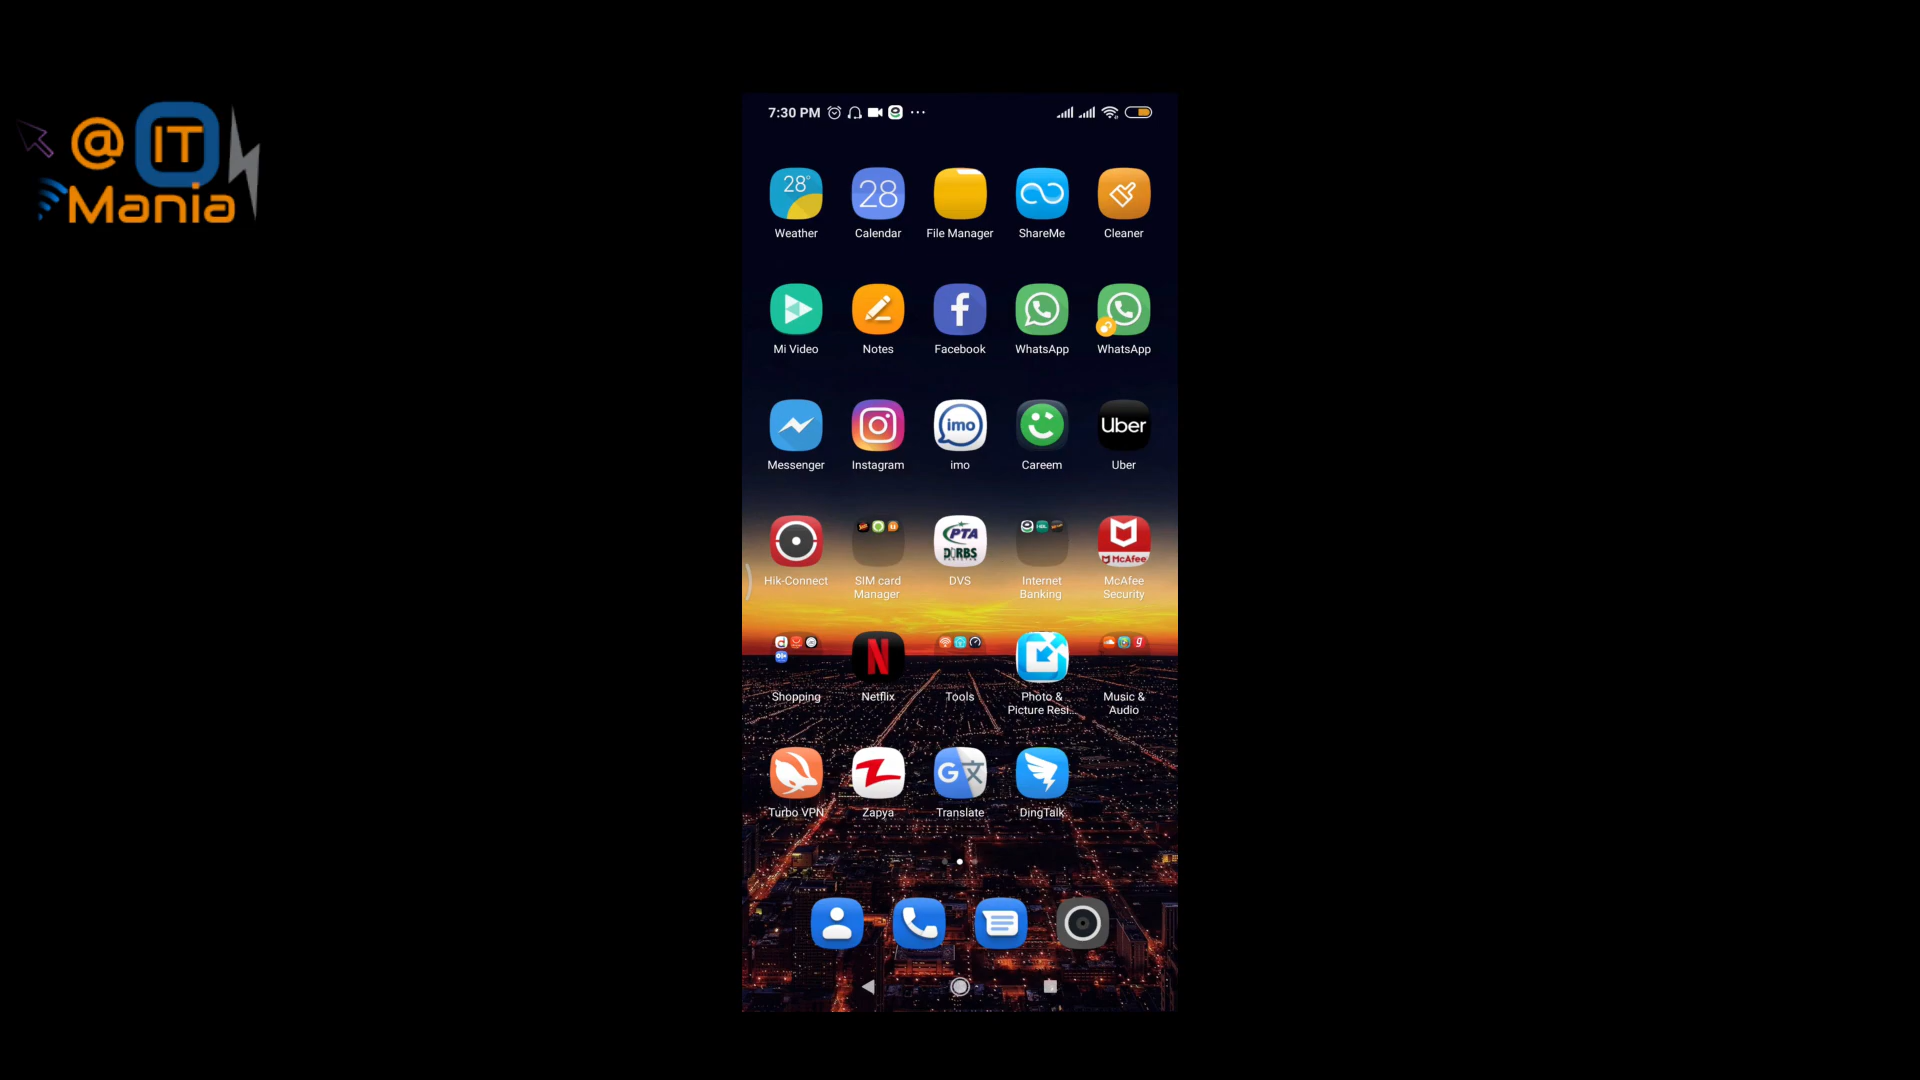 @ IT
Mania
7:30 PM
28°
28
Weather
Calendar
File Manager
ShareMe
Cleaner
Mi Video
Notes
Facebook
WhatsApp
WhatsApp
imo
Uber
Messenger
Instagram
imo
Careem
Uber
PTA
DIRBS
McAfee
Hik-Connect
SIM card
Manager
DVS
Internet
Banking
McAfee
Security
N
Shopping
Netflix
Tools
Photo &
Picture Resi...
Music &
Audio
G
Turbo VPN
Zapya
Translate
DingTalk